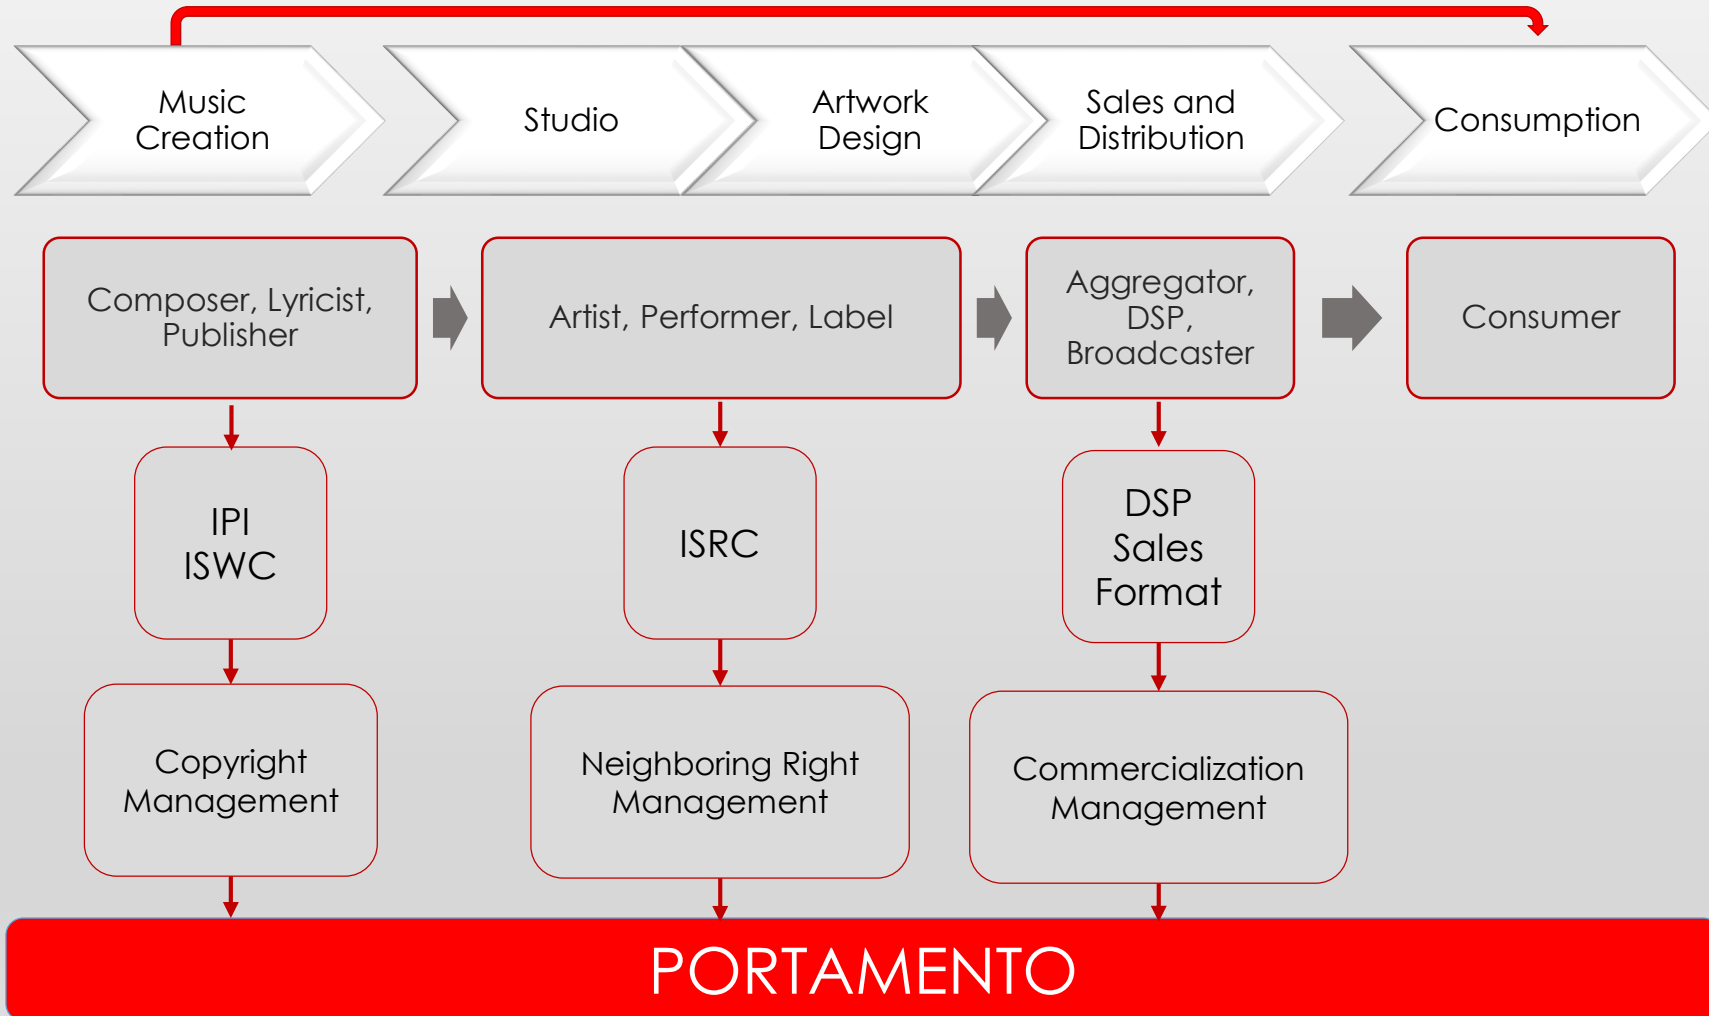 Music
Creation
Studio
Artwork
Design
Sales and
Distribution
Consumption
Composer, Lyricist,
Publisher
Artist, Performer, Label
Aggregator,
DSP,
Broadcaster
Consumer
IPI
ISWC
ISRC
DSP
Sales
Format
Copyright
Management
Neighboring Right
Management
Commercialization
Management
PORTAMENTO